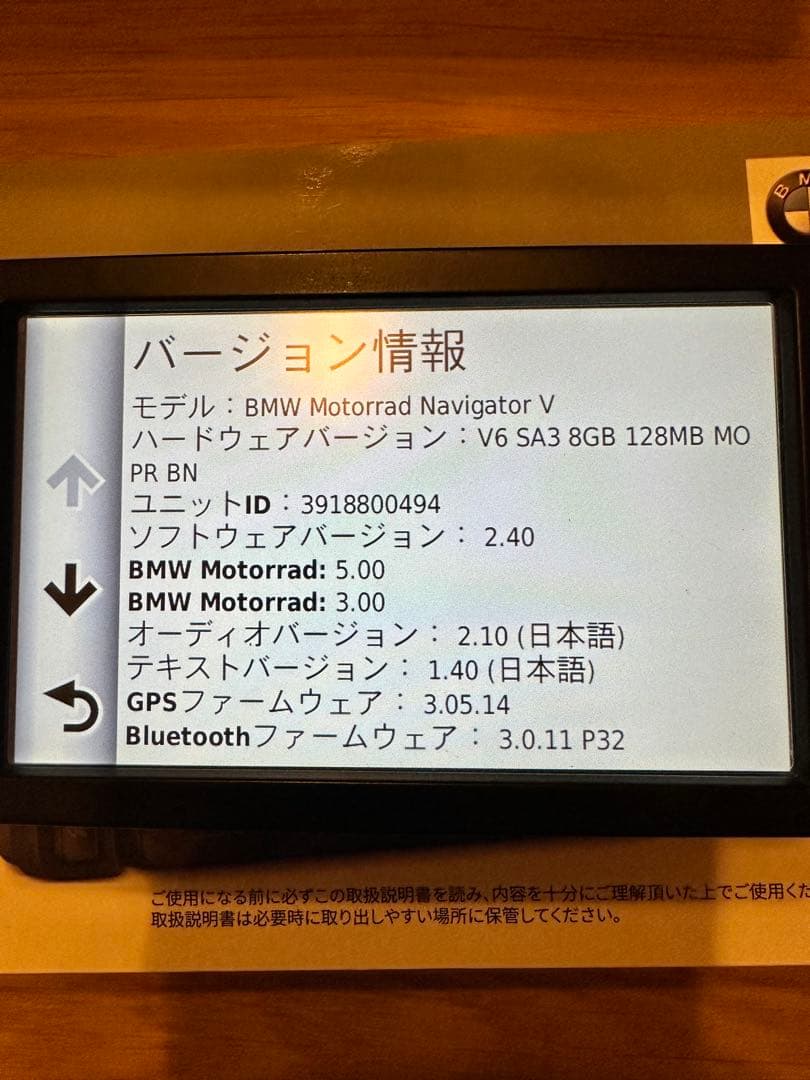 B M
バージョン情報
モデル：BMW Motorrad Navigator V
ハードウェアバージョン：V6 SA3 8GB 128MB MO
PR BN
ユニットID：3918800494
ソフトウェアバージョン： 2.40
BMW Motorrad: 5.00
BMW Motorrad: 3.00
オーディオバージョン： 2.10 (日本語)
テキストバージョン： 1.40 (日本語)
GPSファームウェア： 3.05.14
Bluetoothファームウェア： 3.0.11 P32
ご使用になる前に必ずこの取扱説明書を読み、内容を十分にご理解頂いた上でご使用くだ
取扱説明書は必要時に取り出しやすい場所に保管してください。